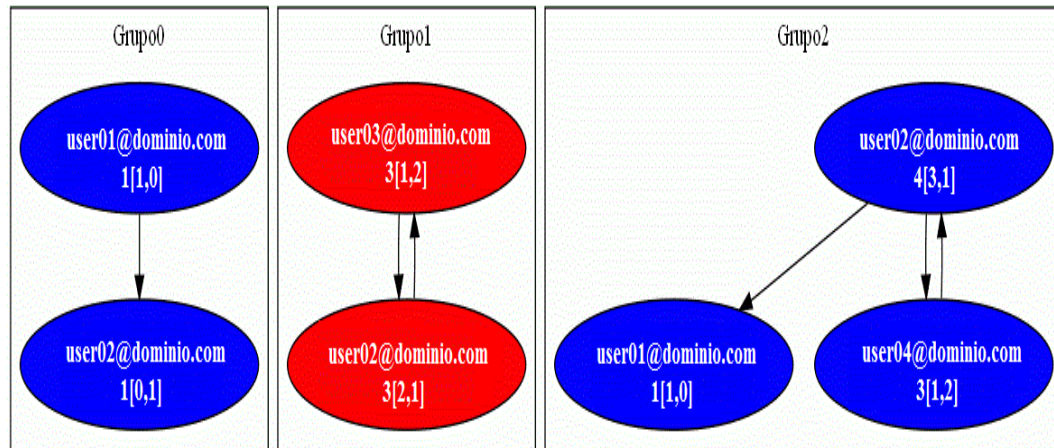 Grupo0
user01@dominio.com
1[1,0]
user02@dominio.com
1[0,1]
Grupo1
user03@dominio.com
3[1,2]
user02@dominio.com
3[2,1]
Grupo2
user02@dominio.com
4[3,1]
user01@dominio.com
1[1,0]
user04@dominio.com
3[1,2]